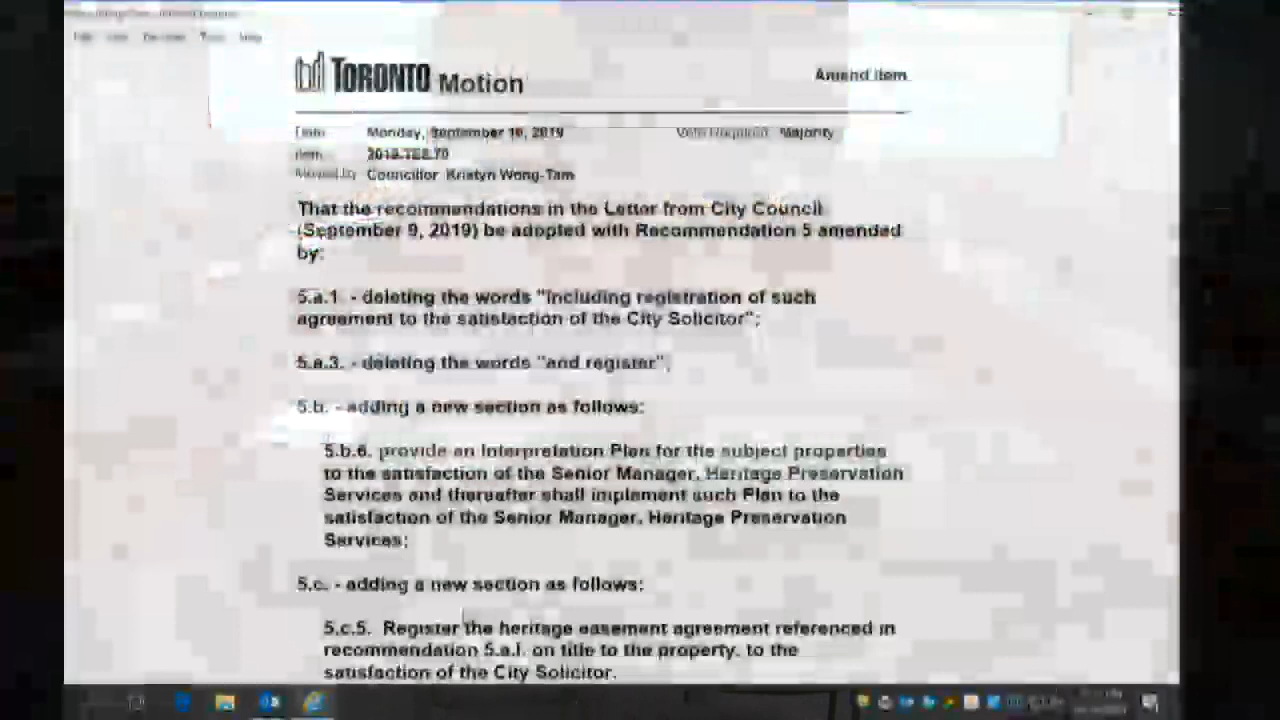 TORONTO Motion
Amend Item
Date Monday, September 16, 2019 Vote Required Majority
Item
Moved by Councillor Kristyn Wong-Tam
That the recommendations in the Letter from City Council
(September 9, 2019) be adopted with Recommendation 5 amended
by:
5.a.1 - deleting the words "including registration of such
agreement to the satisfaction of the City Solicitor";
5.a.3. - deleting the words "and register";
5.b. - adding a new section as follows:
5.b.6. provide an Interpretation Plan for the subject properties
to the satisfaction of the Senior Manager, Heritage Preservation
Services and thereafter shall implement such Plan to the
satisfaction of the Senior Manager, Heritage Preservation
Services;
5.c. - adding a new section as follows:
5.c.5. Register the heritage easement agreement referenced in
recommendation 5.a.l. on title to the property, to the
satisfaction of the City Solicitor.